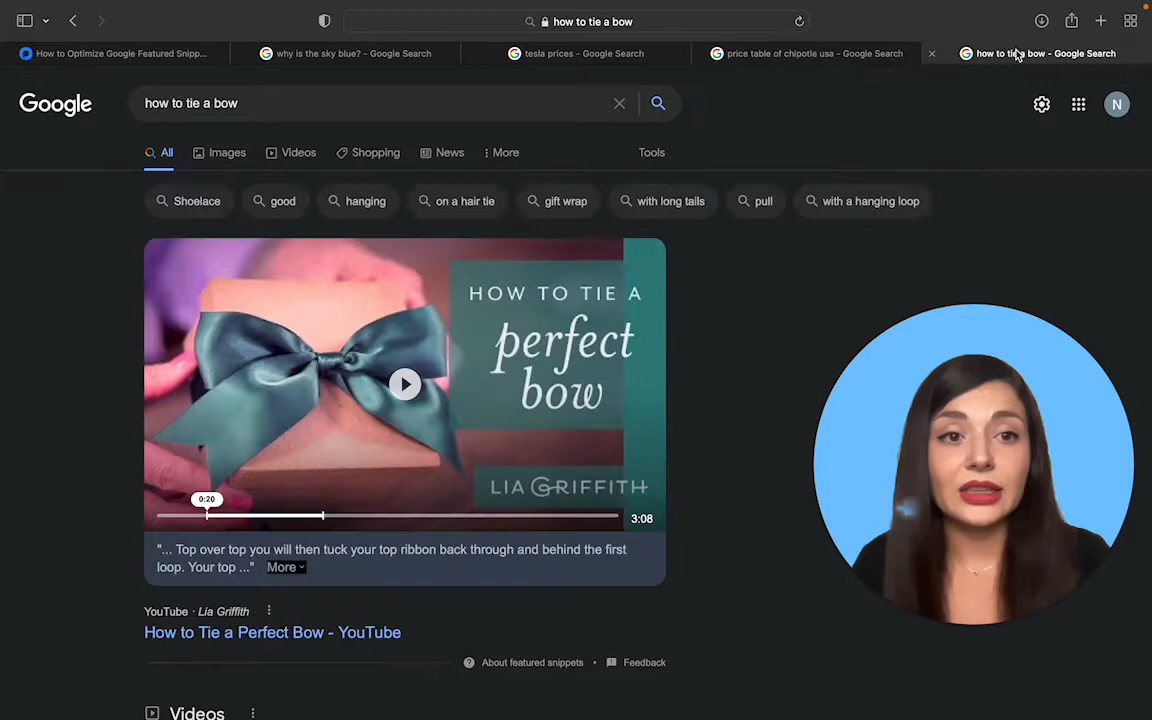 how to tie a bow
How to Optimize Google Featured Snipp...
why is the sky blue? - Google Search
tesla prices - Google Search
price table of chipotle usa - Google Search
how to tie a bow - Google Search
Google
how to tie a bow
N
All
Images
Videos
Shopping
News
More
Tools
Shoelace
good
hanging
on a hair tie
gift wrap
with long tails
pull
with a hanging loop
HOW TO TIE A
perfect
bow
LIA GRIFFITH
0:20
3:08
"... Top over top you will then tuck your top ribbon back through and behind the first
loop. Your top ..." More
YouTube · Lia Griffith
How to Tie a Perfect Bow - YouTube
About featured snippets • Feedback
Videos